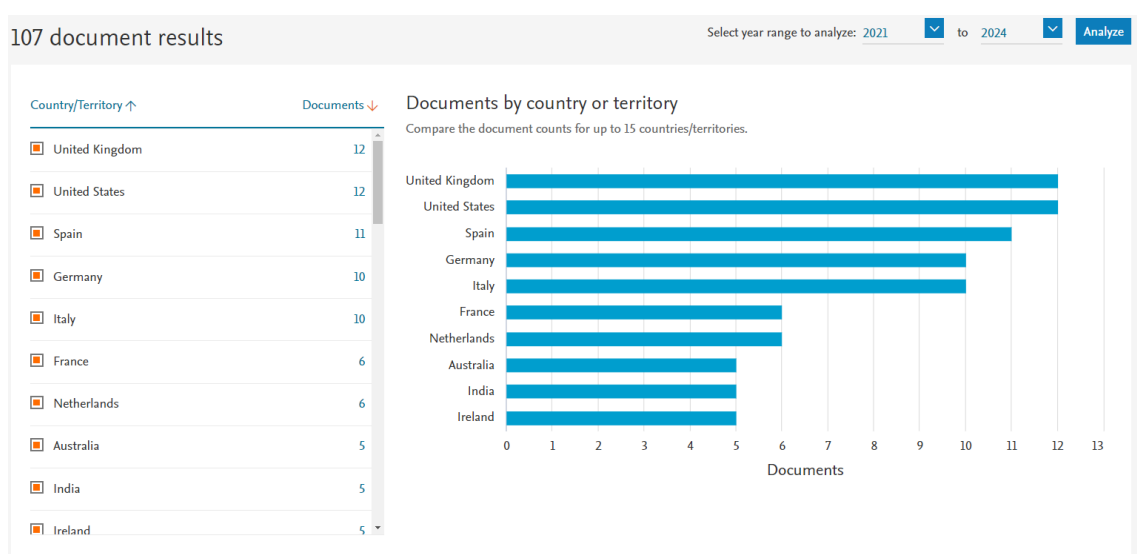 107 document results
Select year range to analyze: 2021 to 2024 Analyze
Country/Territory Documents
United Kingdom 12
United States 12
Spain 11
Germany 10
Italy 10
France 6
Netherlands 6
Australia 5
India 5
Ireland 5
Documents by country or territory
Compare the document counts for up to 15 countries/territories.
United Kingdom
United States
Spain
Germany
Italy
France
Netherlands
Australia
India
Ireland
0 1 2 3 4 5 6 7 8 9 10 11 12 13
Documents